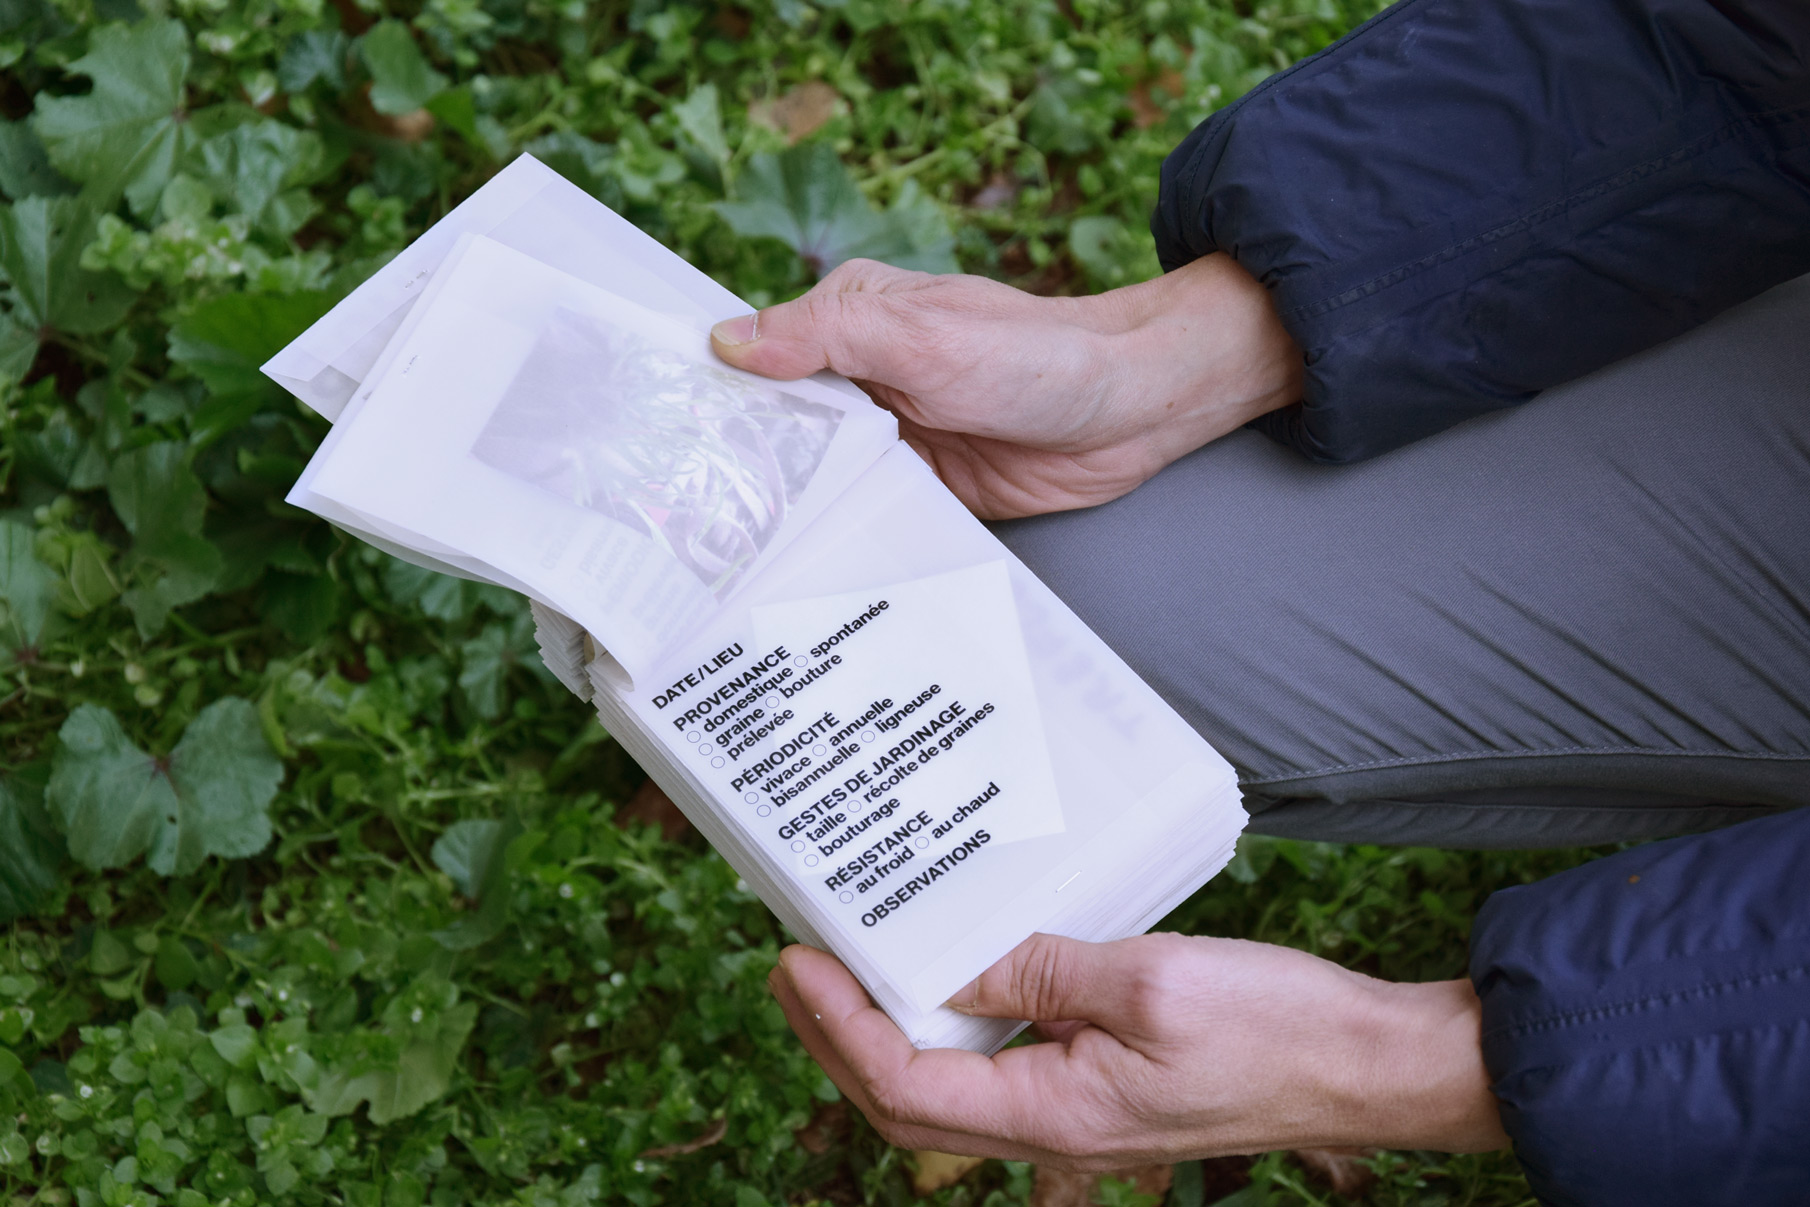 DATE/LIEU
PROVENANCE
○ domestique ○ spontanée
○ graine ○ bouture
○ prélevée
PÉRIODICITÉ
○ vivace ○ annuelle
○ bisannuelle ○ ligneuse
GESTES DE JARDINAGE
○ taille ○ récolte de graines
○ bouturage
RÉSISTANCE
○ au froid ○ au chaud
OBSERVATIONS